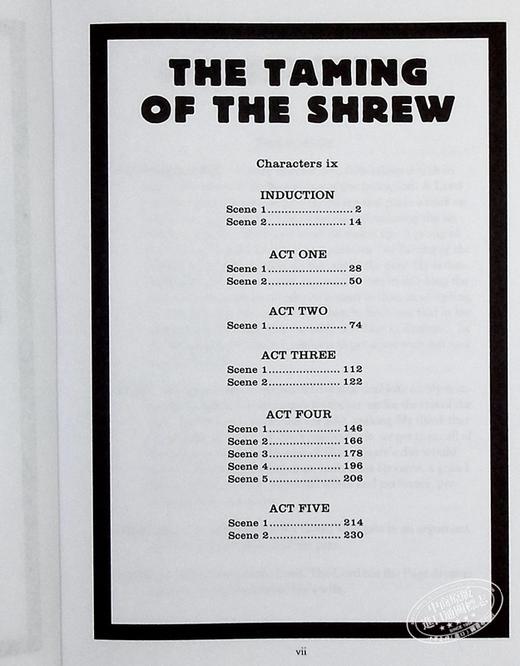 THE TAMING
OF THE SHREW
Characters ix
INDUCTION
Scene 1.......................... 2
Scene 2........................ 14
ACT ONE
Scene 1........................ 28
Scene 2........................ 50
ACT TWO
Scene 1........................ 74
ACT THREE
Scene 1...................... 112
Scene 2...................... 122
ACT FOUR
Scene 1...................... 146
Scene 2...................... 166
Scene 3...................... 178
Scene 4...................... 196
Scene 5...................... 206
ACT FIVE
Scene 1...................... 214
Scene 2...................... 230
vii